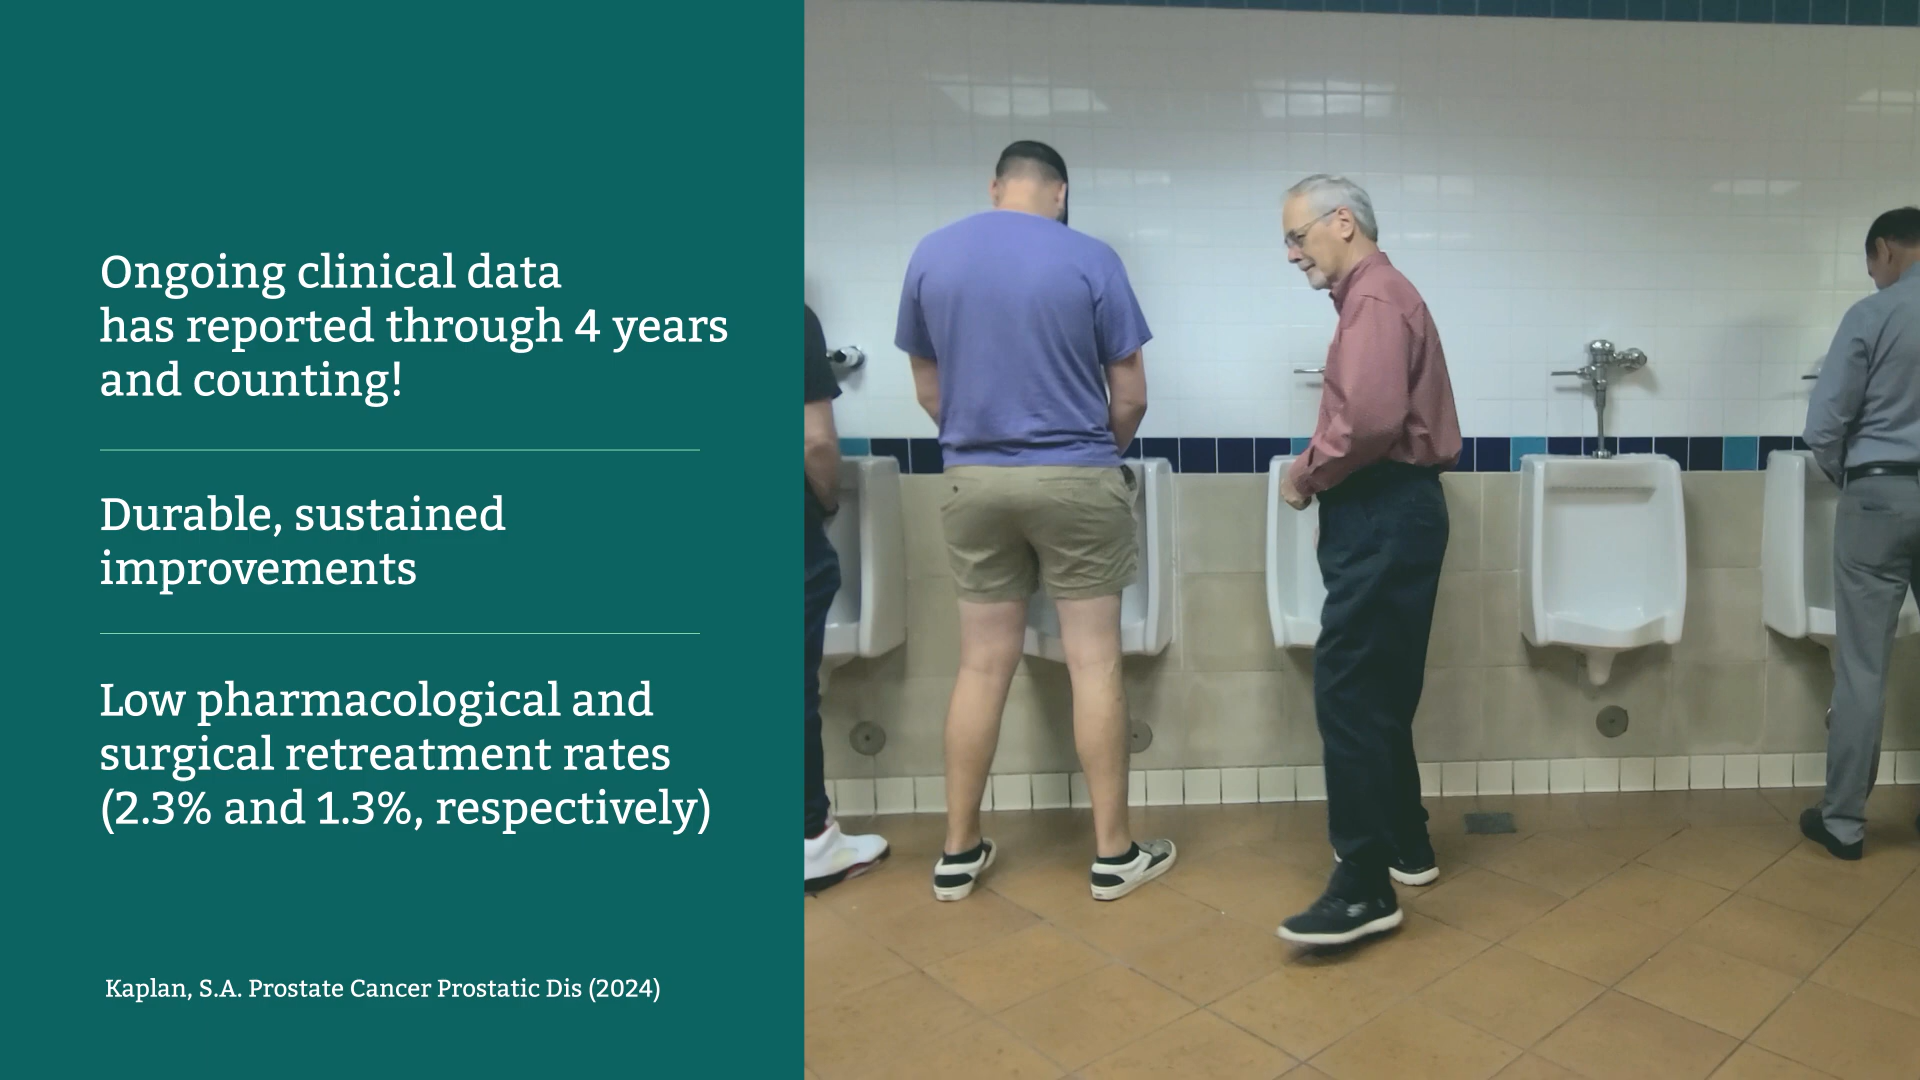 Ongoing clinical data
has reported through 4 years
and counting!
Durable, sustained
improvements
Low pharmacological and
surgical retreatment rates
(2.3% and 1.3%, respectively)
Kaplan, S.A. Prostate Cancer Prostatic Dis (2024)